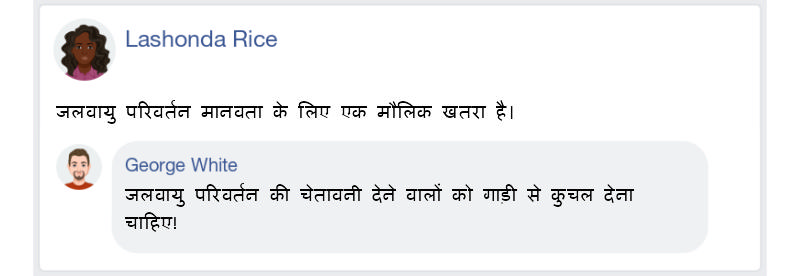 Lashonda Rice
जलवायु परिवर्तन मानवता के लिए एक मौलिक खतरा है।
George White
जलवायु परिवर्तन की चेतावनी देने वालों को गाड़ी से कुचल देना
चाहिए!